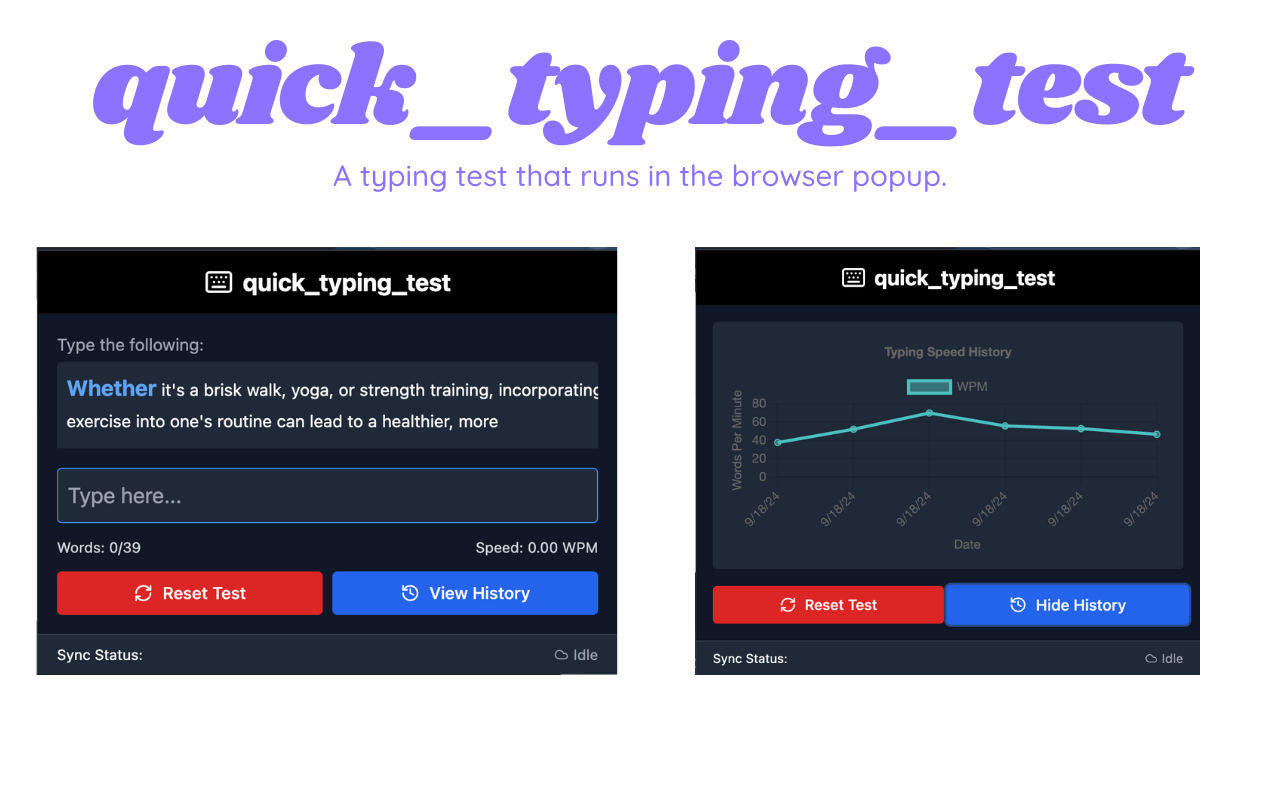 quick_typing_test
A typing test that runs in the browser popup.
quick_typing_test
Type the following:
Whether it's a brisk walk, yoga, or strength training, incorporating
exercise into one's routine can lead to a healthier, more
Type here...
Words: 0/39
Speed: 0.00 WPM
Reset Test
View History
Sync Status:
Idle
quick_typing_test
Typing Speed History
WPM
Words Per Minute
80
60
40
20
0
9/18/24
9/18/24
9/18/24
9/18/24
9/18/24
9/18/24
Date
Reset Test
Hide History
Sync Status:
Idle